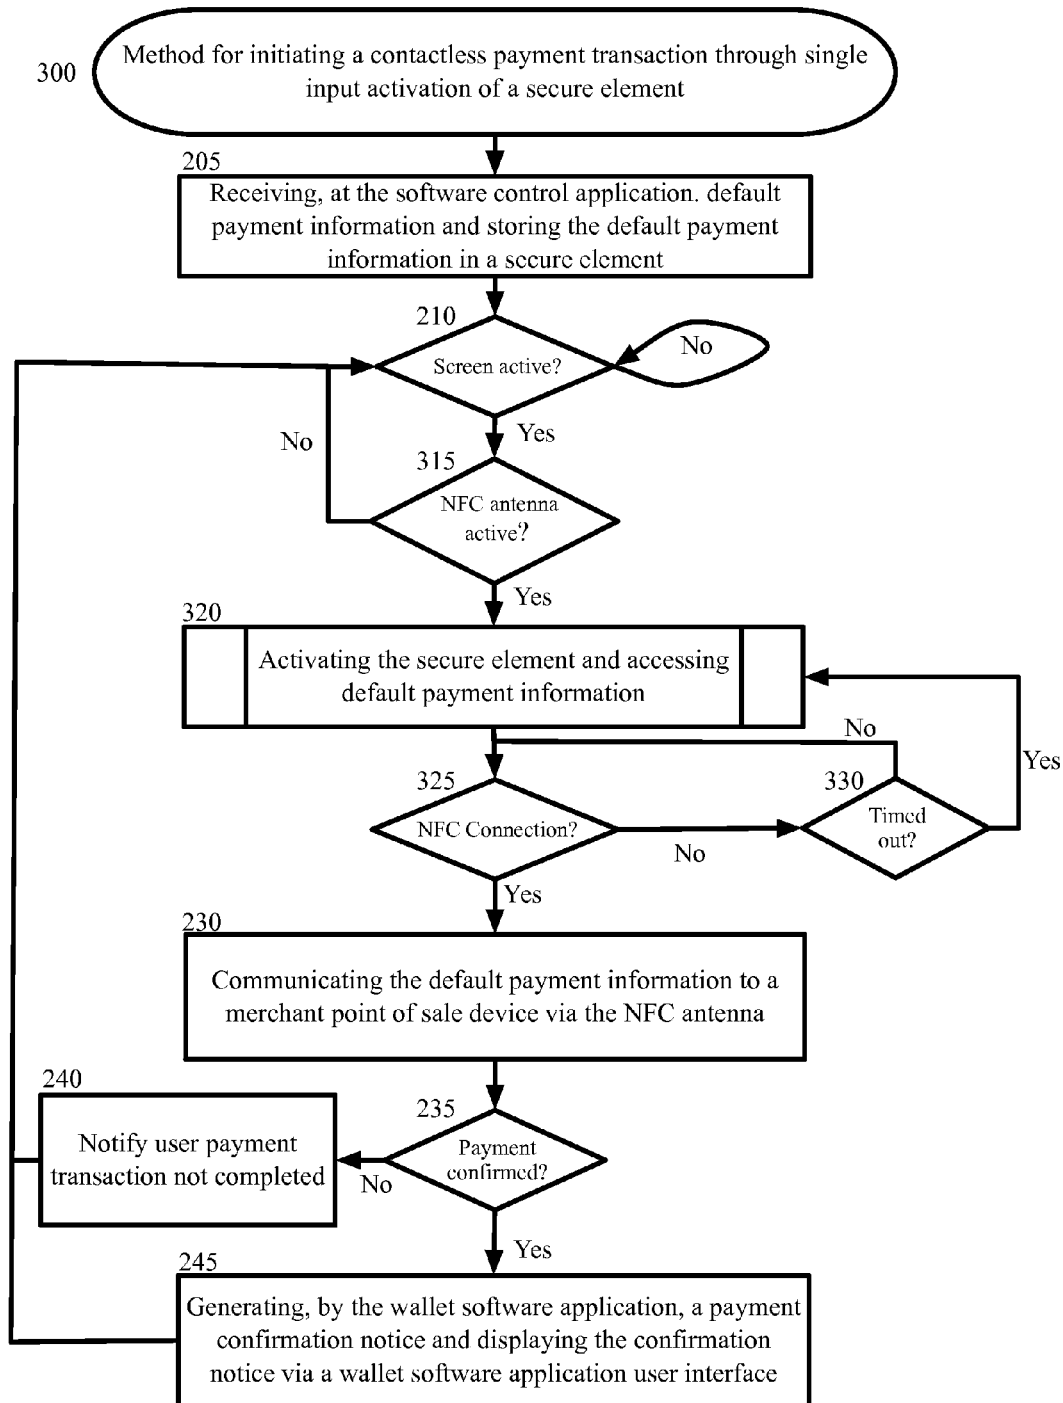 300
Method for initiating a contactless payment transaction through single
input activation of a secure element
205
Receiving, at the software control application. default
payment information and storing the default payment
information in a secure element
210
Screen active?
No
Yes
No
315
NFC antenna
active?
Yes
320
Activating the secure element and accessing
default payment information
No
Yes
325
NFC Connection?
No
330
Timed
out?
Yes
230
Communicating the default payment information to a
merchant point of sale device via the NFC antenna
240
Notify user payment
transaction not completed
235
Payment
confirmed?
No
Yes
245
Generating, by the wallet software application, a payment
confirmation notice and displaying the confirmation
notice via a wallet software application user interface